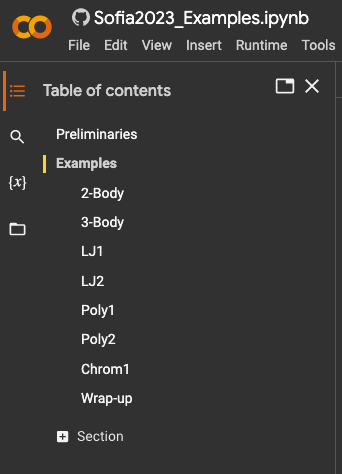 Sofia2023_Examples.ipynb
File Edit View Insert Runtime Tools
Table of contents
Preliminaries
Examples
{x}
2-Body
3-Body
LJ1
LJ2
Poly1
Poly2
Chrom1
Wrap-up
Section